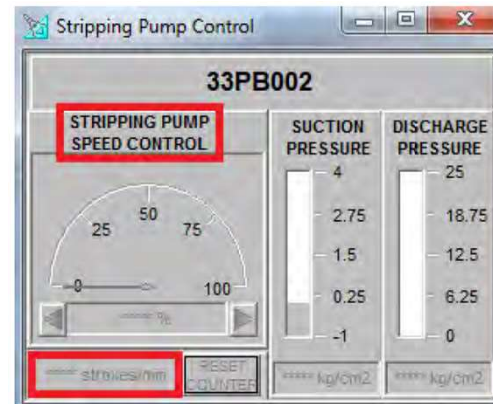 Stripping Pump Control
33PB002
STRIPPING PUMP
SPEED CONTROL
0
25
50
75
100
***** %
**** strokes/mm
RESET
COUNTER
SUCTION
PRESSURE
4
2.75
1.5
0.25
-1
***** kg/cm2
DISCHARGE
PRESSURE
25
18.75
12.5
6.25
0
***** kg/cm2